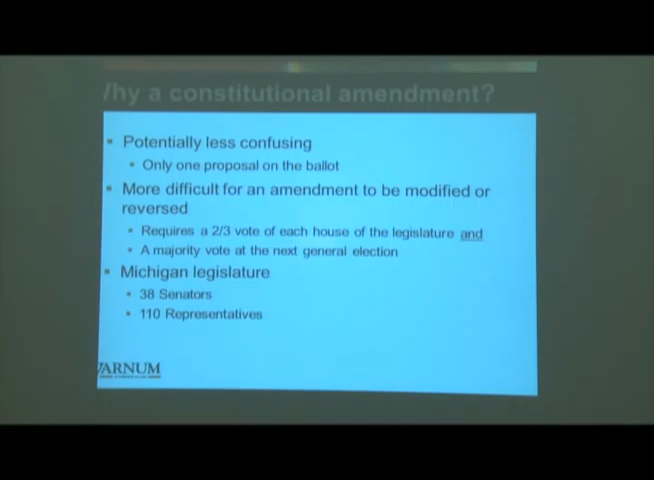 hy a constitutional amendment?
Potentially less confusing
Only one proposal on the ballot
More difficult for an amendment to be modified or
reversed
Requires a 2/3 vote of each house of the legislature and
A majority vote at the next general election
Michigan legislature
38 Senators
110 Representatives
VARNUM